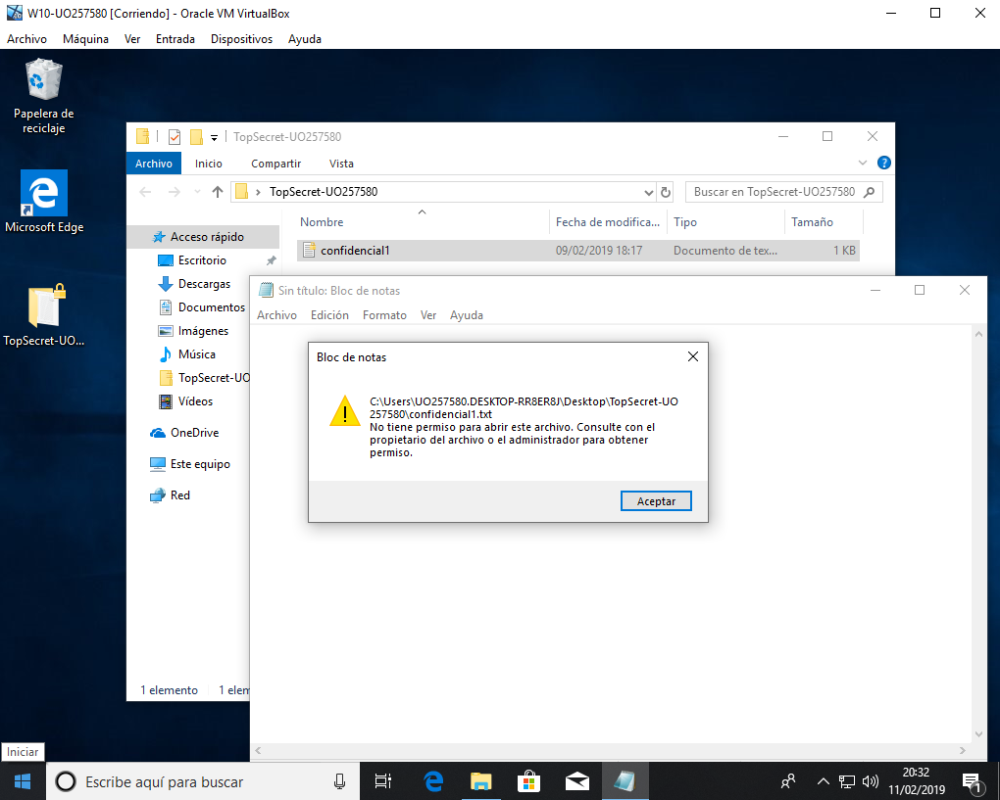 W10-UO257580 [Corriendo] - Oracle VM VirtualBox
Archivo Máquina Ver Entrada Dispositivos Ayuda
Papelera de
reciclaje
Microsoft Edge
TopSecret-UO...
TopSecret-UO257580
Archivo Inicio Compartir Vista
TopSecret-UO257580
Buscar en TopSecret-UO257580
Nombre Fecha de modifica... Tipo Tamaño
confidencial1 09/02/2019 18:17 Documento de tex... 1 KB
Acceso rápido
Escritorio
Descargas
Documentos
Imágenes
Música
TopSecret-UO
Vídeos
OneDrive
Este equipo
Red
1 elemento 1 elem
Sin título: Bloc de notas
Archivo Edición Formato Ver Ayuda
Bloc de notas
C:\Users\UO257580.DESKTOP-RR8ER8J\Desktop\TopSecret-UO
257580\confidencial1.txt
No tiene permiso para abrir este archivo. Consulte con el
propietario del archivo o el administrador para obtener
permiso.
Aceptar
Iniciar
Escribe aquí para buscar
20:32
11/02/2019
1